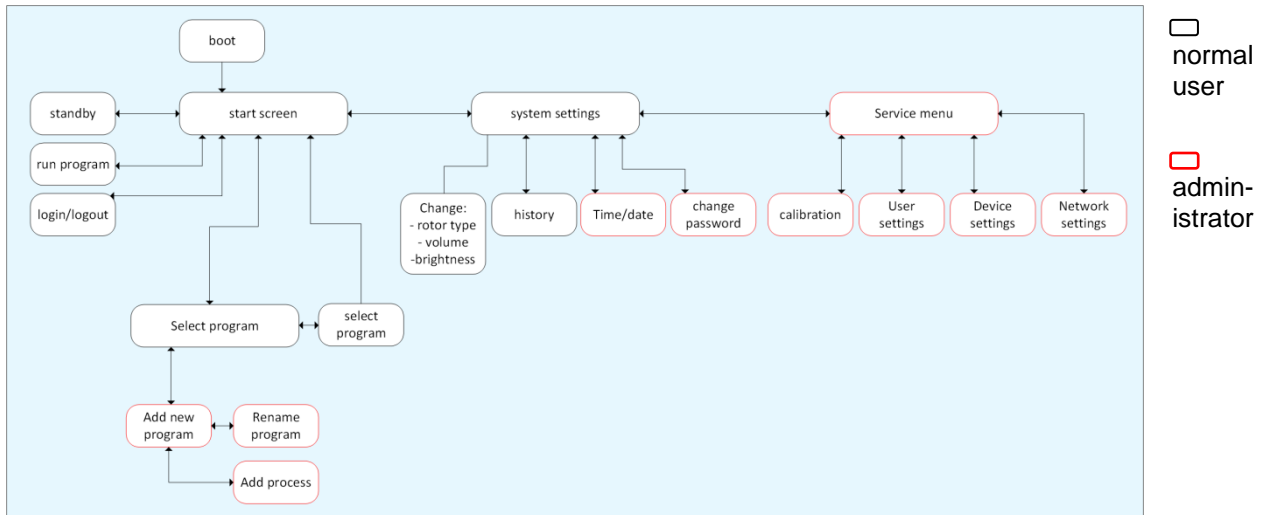 boot
standby
start screen
system settings
Service menu
run program
login/logout
Change:
- rotor type
- volume
-brightness
history
Time/date
change
password
calibration
User
settings
Device
settings
Network
settings
Select program
select
program
Add new
program
Rename
program
Add process
normal
user
admin-
istrator